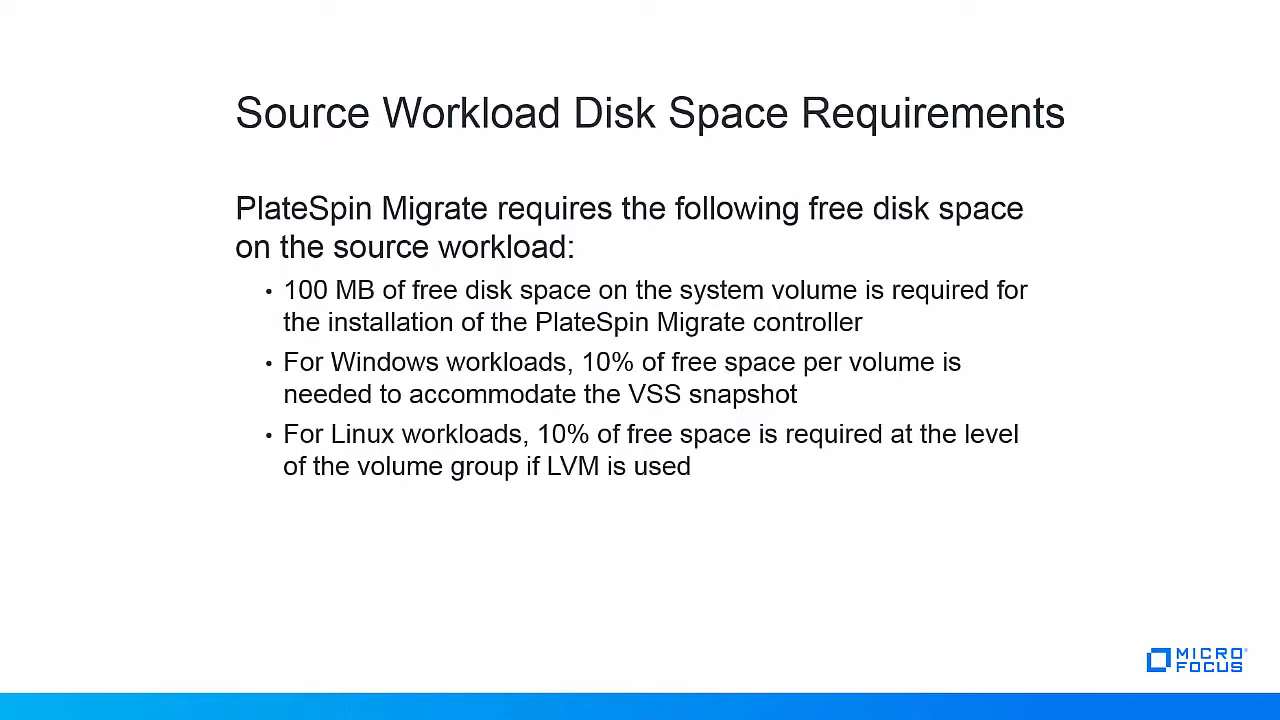 Source Workload Disk Space Requirements
PlateSpin Migrate requires the following free disk space
on the source workload:
• 100 MB of free disk space on the system volume is required for
the installation of the PlateSpin Migrate controller
• For Windows workloads, 10% of free space per volume is
needed to accommodate the VSS snapshot
• For Linux workloads, 10% of free space is required at the level
of the volume group if LVM is used
MICRO
FOCUS